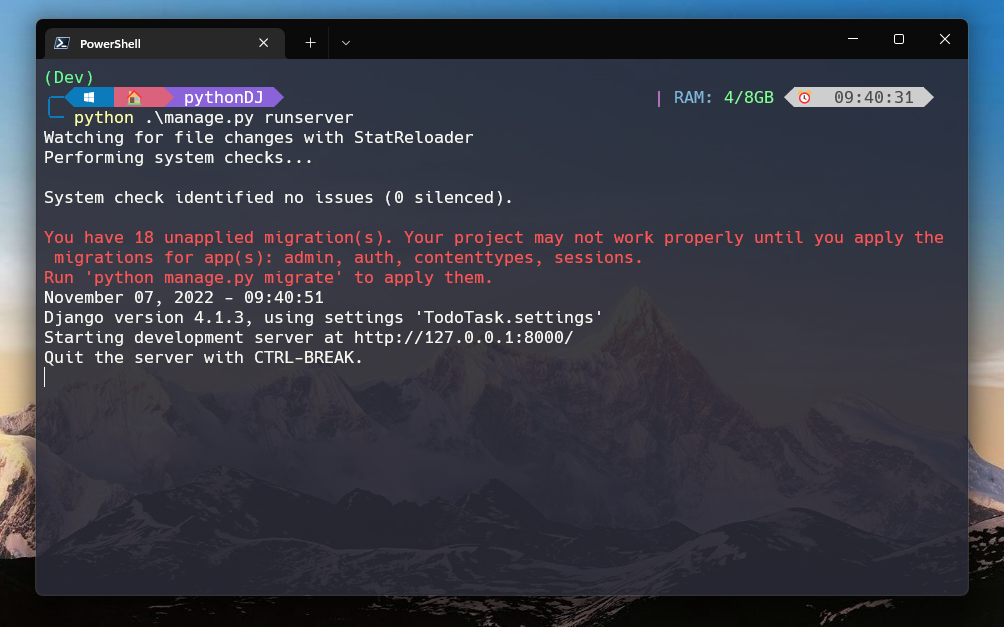 PowerShell
(Dev)
pythonDJ | RAM: 4/8GB 09:40:31
python .\manage.py runserver
Watching for file changes with StatReloader
Performing system checks...
System check identified no issues (0 silenced).
You have 18 unapplied migration(s). Your project may not work properly until you apply the
migrations for app(s): admin, auth, contenttypes, sessions.
Run 'python manage.py migrate' to apply them.
November 07, 2022 - 09:40:51
Django version 4.1.3, using settings 'TodoTask.settings'
Starting development server at http://127.0.0.1:8000/
Quit the server with CTRL-BREAK.